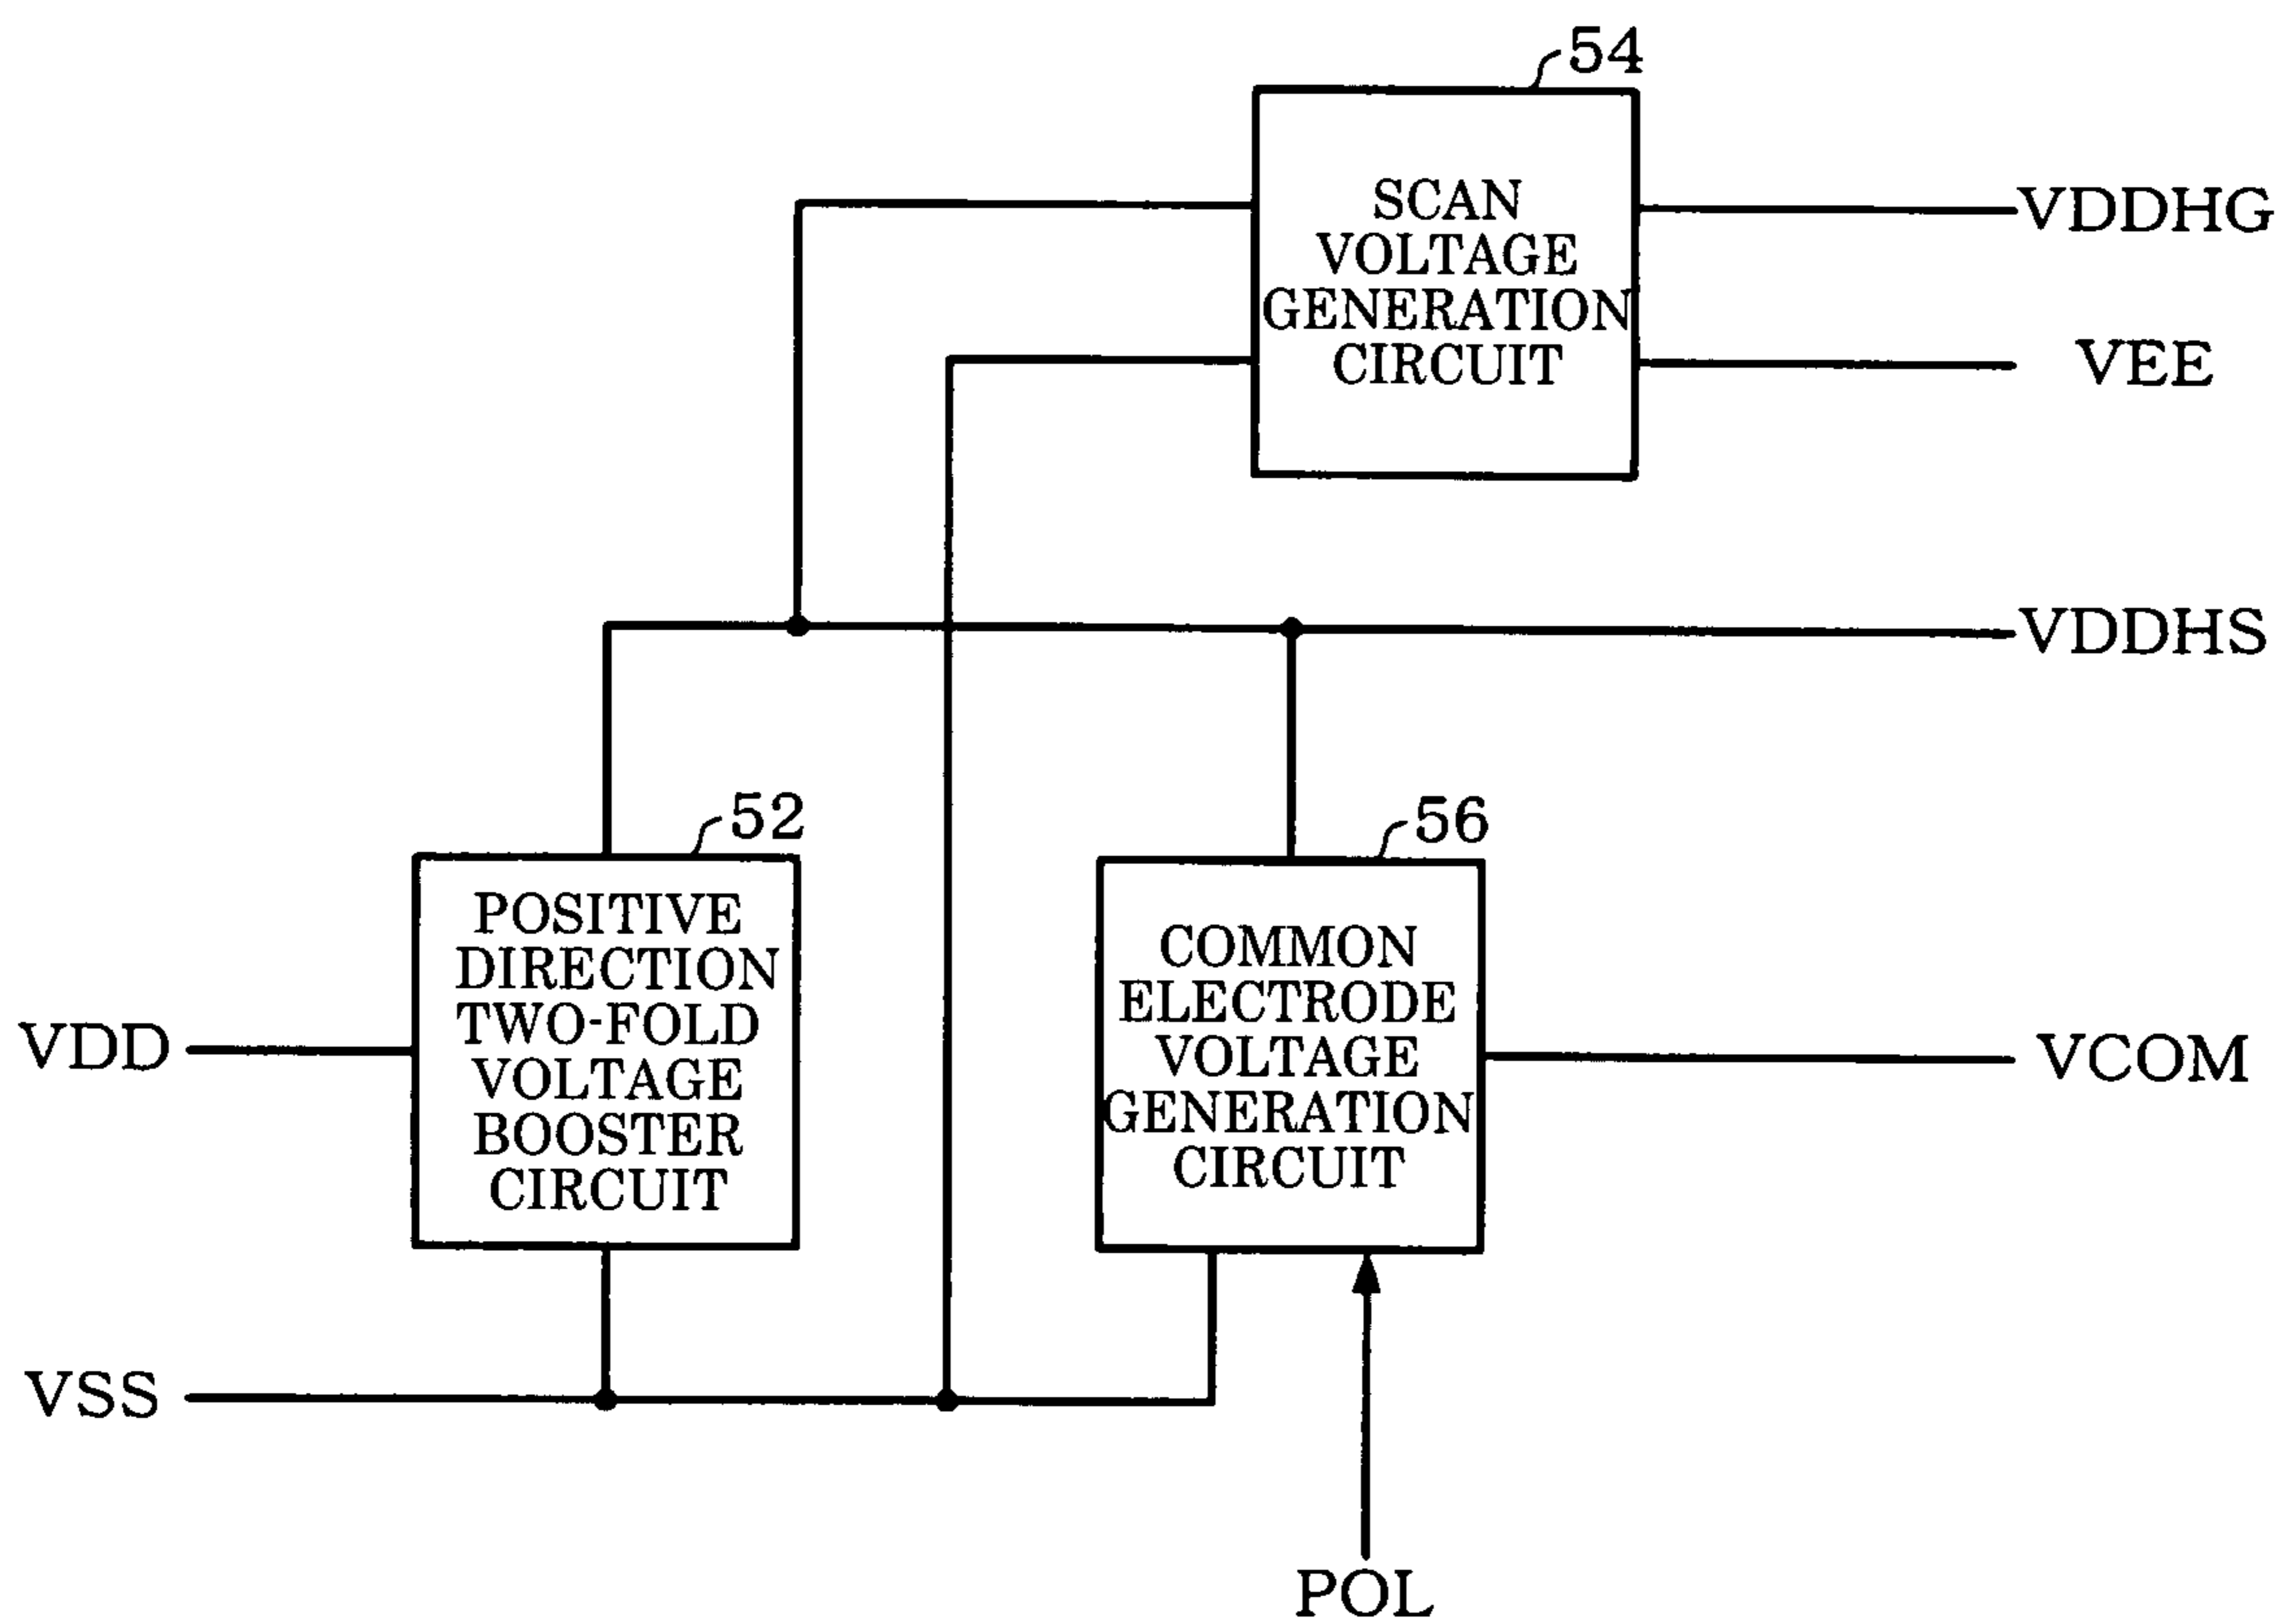 54
SCAN
VOLTAGE
GENERATION
CIRCUIT
VDDHG
VEE
VDDHS
52
POSITIVE
DIRECTION
TWO-FOLD
VOLTAGE
BOOSTER
CIRCUIT
56
COMMON
ELECTRODE
VOLTAGE
GENERATION
CIRCUIT
VDD
VCOM
VSS
POL